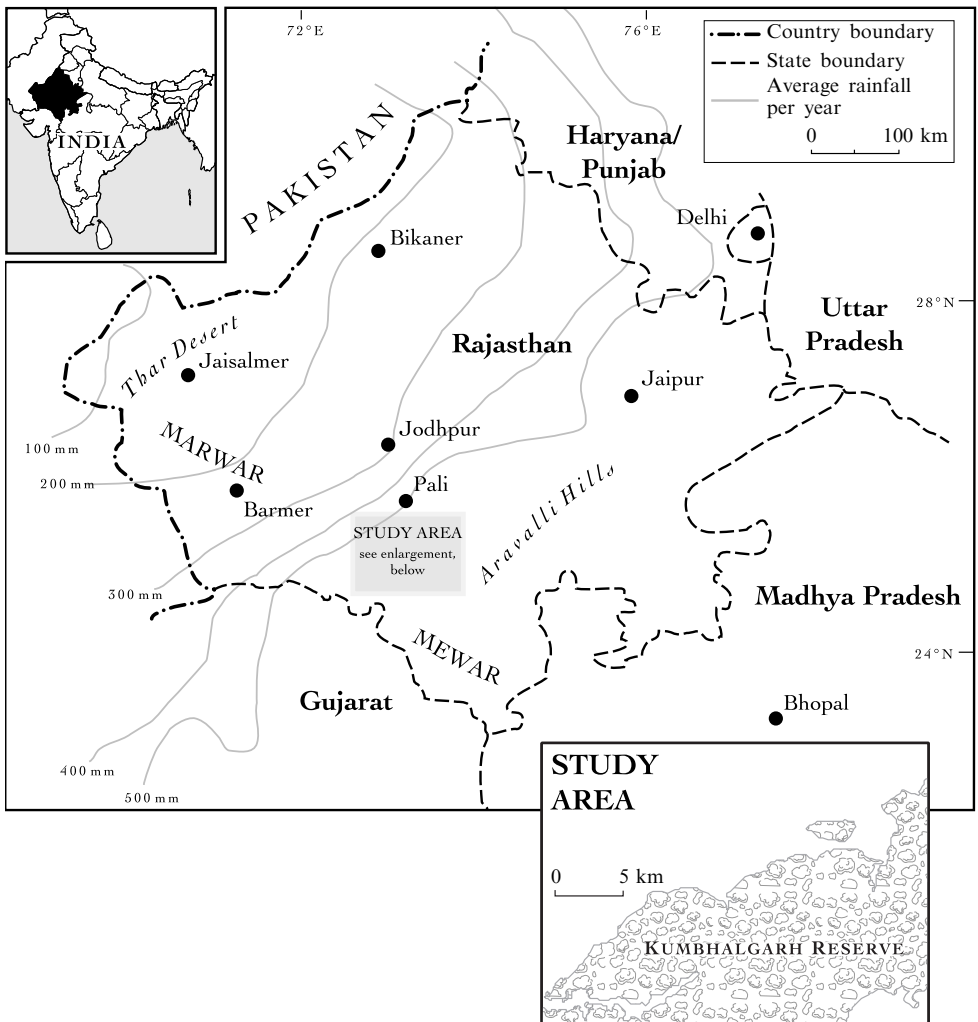 72°E
76°E
Country boundary
State boundary
Average rainfall
per year
0 100 km
INDIA
PAKISTAN
Haryana/
Punjab
Delhi
Bikaner
28°N
Uttar
Pradesh
Thar Desert
Rajasthan
Jaisalmer
Jaipur
MARWAR
Jodhpur
100 mm
200 mm
Pali
Barmer
Aravalli Hills
STUDY AREA
see enlargement,
below
300 mm
Madhya Pradesh
MEWAR
24°N
Gujarat
Bhopal
400 mm
500 mm
STUDY
AREA
0 5 km
KUMBHALGARH RESERVE